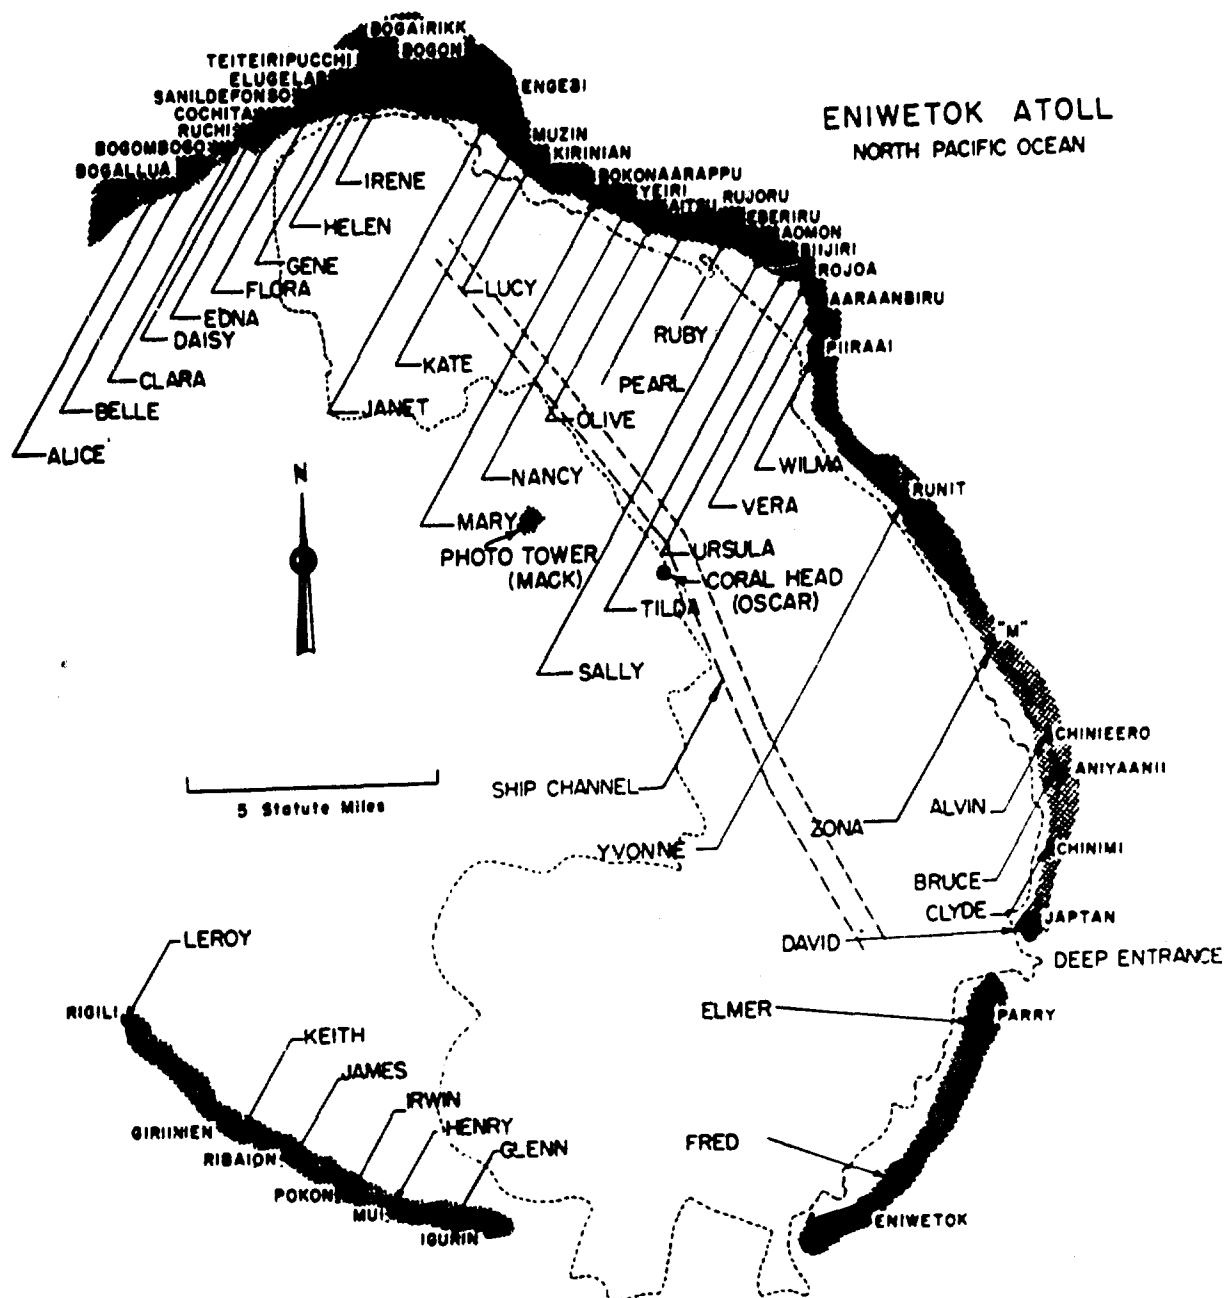 BOGAIRIKK
BOGON
TEITEIRIPUCCHI
ELUGELAB
SANILDEFONSO
COCHITA
RUCHI
BOGOMBOGO
BOGALLUA
ENGEBI
MUZIN
KIRINIAN
BOKONAARAPPU
YEIRI
AITSU
RUJORU
EBERIRU
AOMON
BIIJIRI
ROJOA
AARAANBIRU
PIIRAAI
RUNIT
"M"
CHINIEERO
ANIYAANII
CHINIMI
JAPTAN
DEEP ENTRANCE
PARRY
ENIWETOK
ENIWETOK ATOLL
NORTH PACIFIC OCEAN
IRENE
HELEN
GENE
FLORA
EDNA
DAISY
CLARA
BELLE
ALICE
LUCY
KATE
JANET
RUBY
PEARL
OLIVE
NANCY
MARY
WILMA
VERA
URSULA
TILDA
SALLY
N
PHOTO TOWER
(MACK)
CORAL HEAD
(OSCAR)
SHIP CHANNEL
5 Statute Miles
YVONNE
ZONA
ALVIN
BRUCE
CLYDE
DAVID
ELMER
FRED
LEROY
KEITH
JAMES
IRWIN
HENRY
GLENN
RIGILI
GIRIINIEN
RIBAION
POKON
MUI
IGURIN